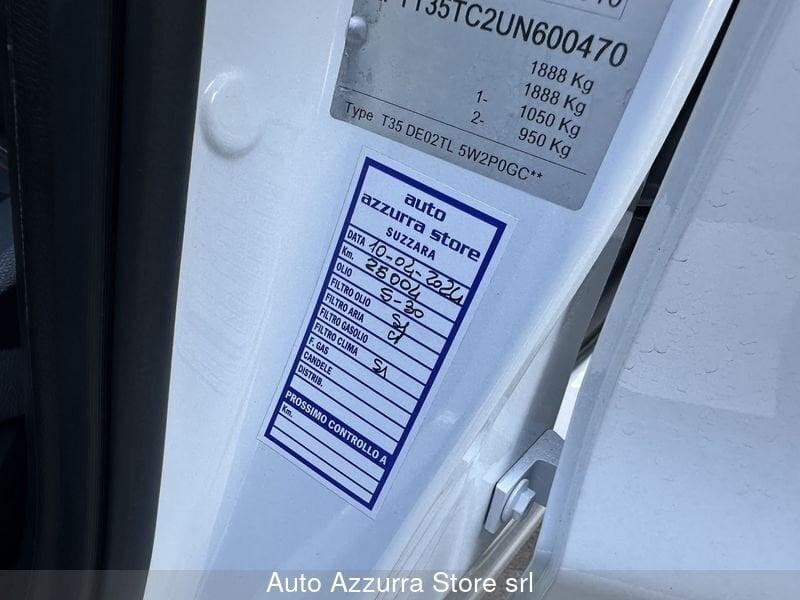 T35TC2UN600470
1888 Kg
1888 Kg
1- 1050 Kg
2- 950 Kg
Type T35 DE02TL 5W2P0GC**
auto
azzurra store
SUZZARA
DATA 10-04-2024
Km. 25004
OLIO 5-30
FILTRO OLIO SI
FILTRO ARIA SI
FILTRO GASOLIO
FILTRO CLIMA SI
F. GAS
CANDELE
DISTRIB.
PROSSIMO CONTROLLO A
Km.
Auto Azzurra Store srl